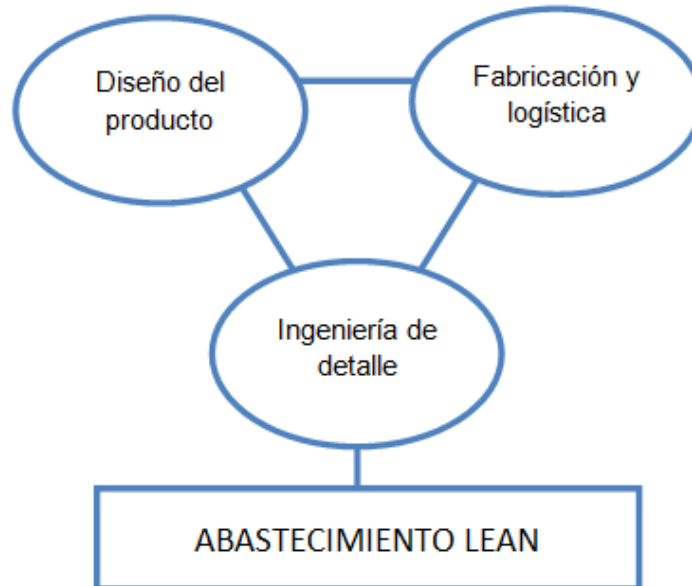 Diseño del
producto
Fabricación y
logística
Ingeniería de
detalle
ABASTECIMIENTO LEAN